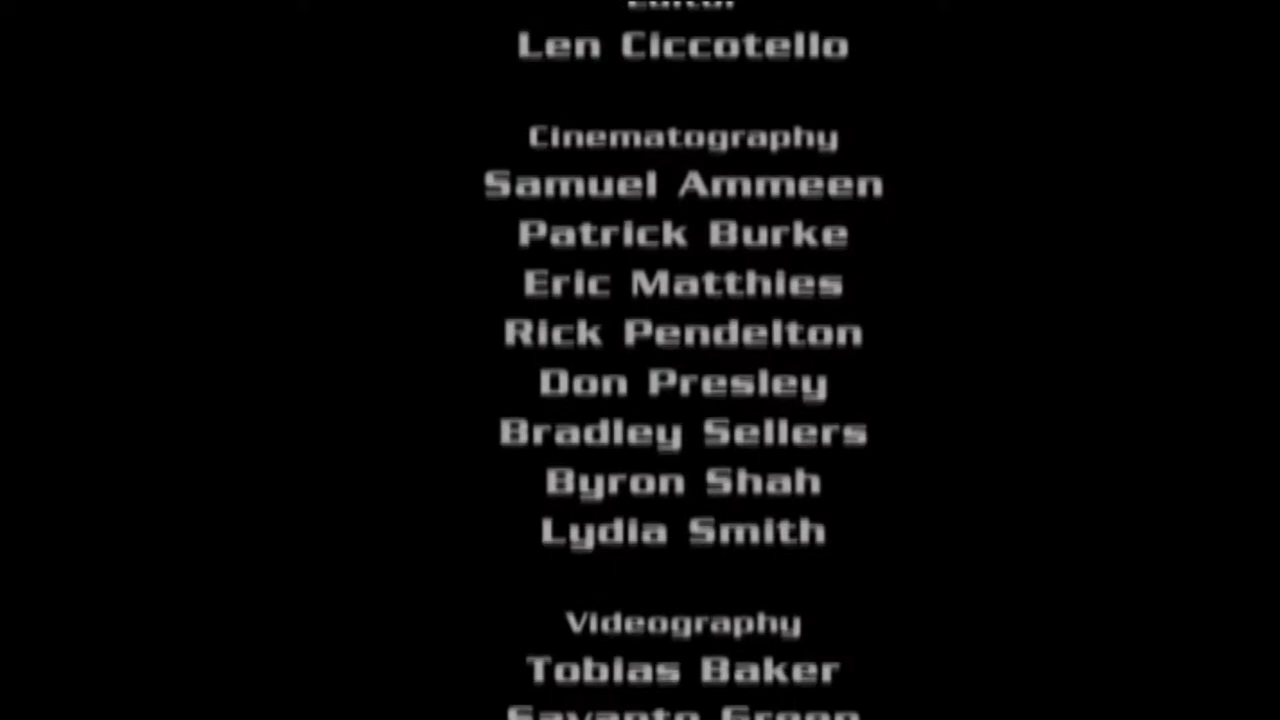 Editor
Len Ciccotello
Cinematography
Samuel Ammeen
Patrick Burke
Eric Matthies
Rick Pendelton
Don Presley
Bradley Sellers
Byron Shah
Lydia Smith
Videography
Tobias Baker